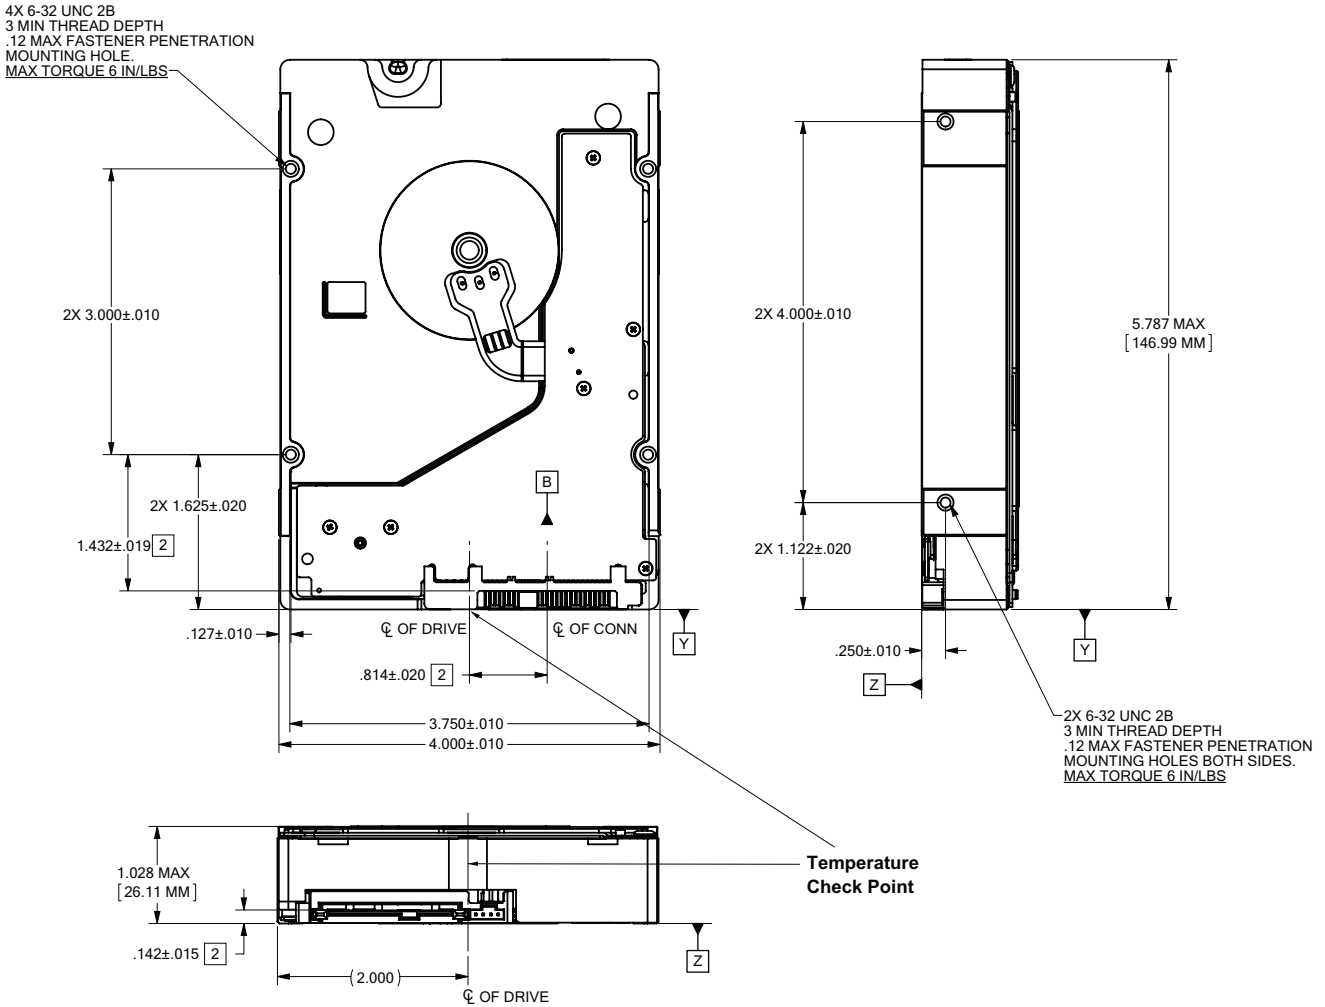 4X 6-32 UNC 2B
3 MIN THREAD DEPTH
.12 MAX FASTENER PENETRATION
MOUNTING HOLE.
MAX TORQUE 6 IN/LBS
2X 3.000±.010
2X 1.625±.020
1.432±.019 2
B
.127±.010
℄ OF DRIVE
℄ OF CONN
Y
.814±.020 2
3.750±.010
4.000±.010
2X 4.000±.010
5.787 MAX
[146.99 MM]
2X 1.122±.020
.250±.010
Y
Z
2X 6-32 UNC 2B
3 MIN THREAD DEPTH
.12 MAX FASTENER PENETRATION
MOUNTING HOLES BOTH SIDES.
MAX TORQUE 6 IN/LBS
1.028 MAX
[26.11 MM]
Temperature
Check Point
.142±.015 2
Z
(2.000)
℄ OF DRIVE